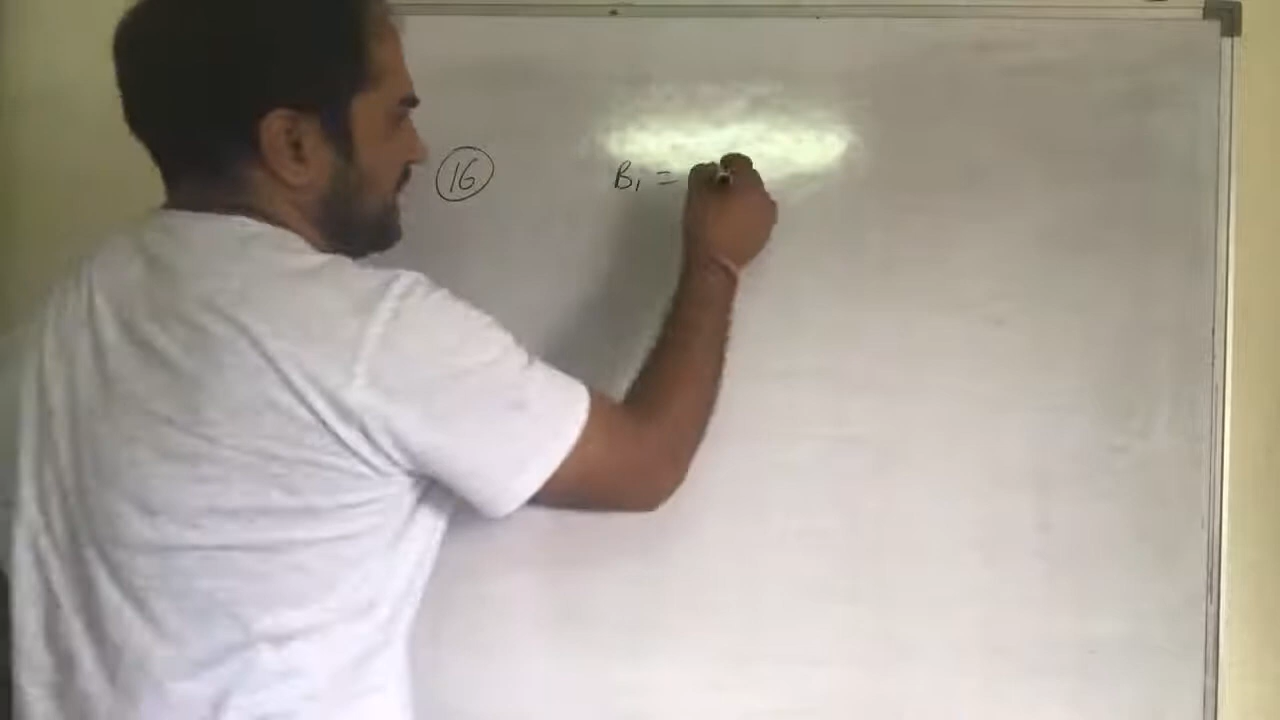 16 B₁ =